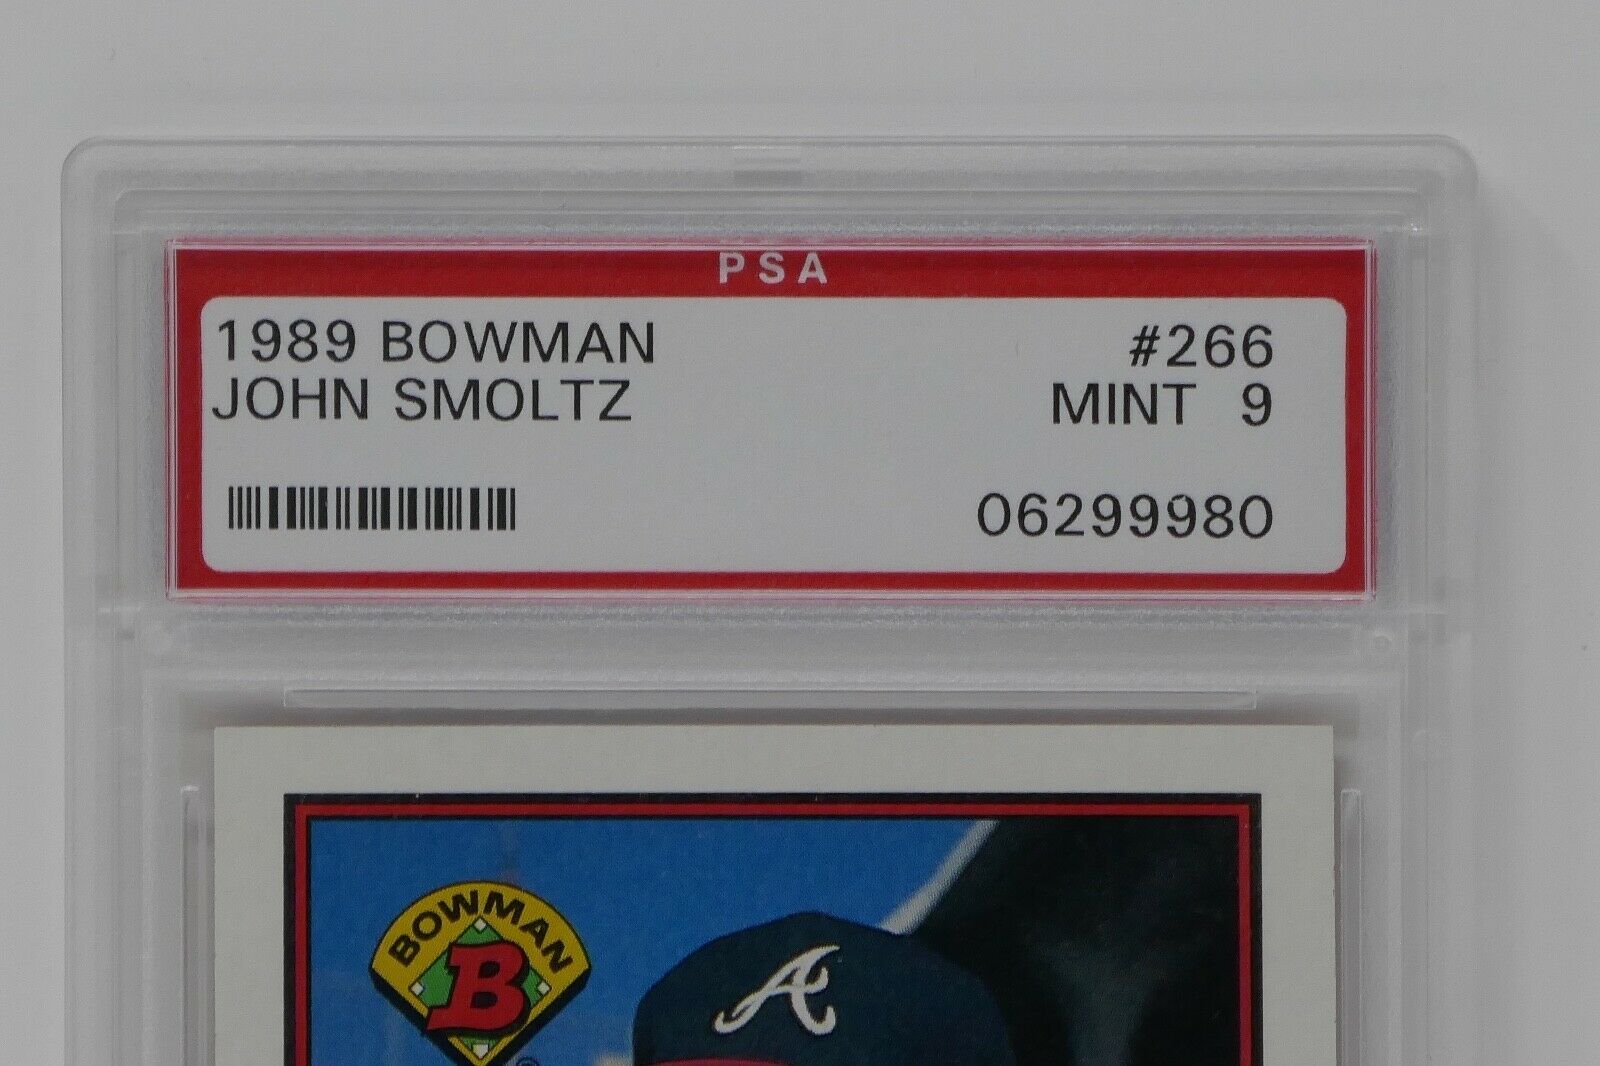 PSA
1989 BOWMAN #266
JOHN SMOLTZ MINT 9
06299980
BOWMAN
B
A